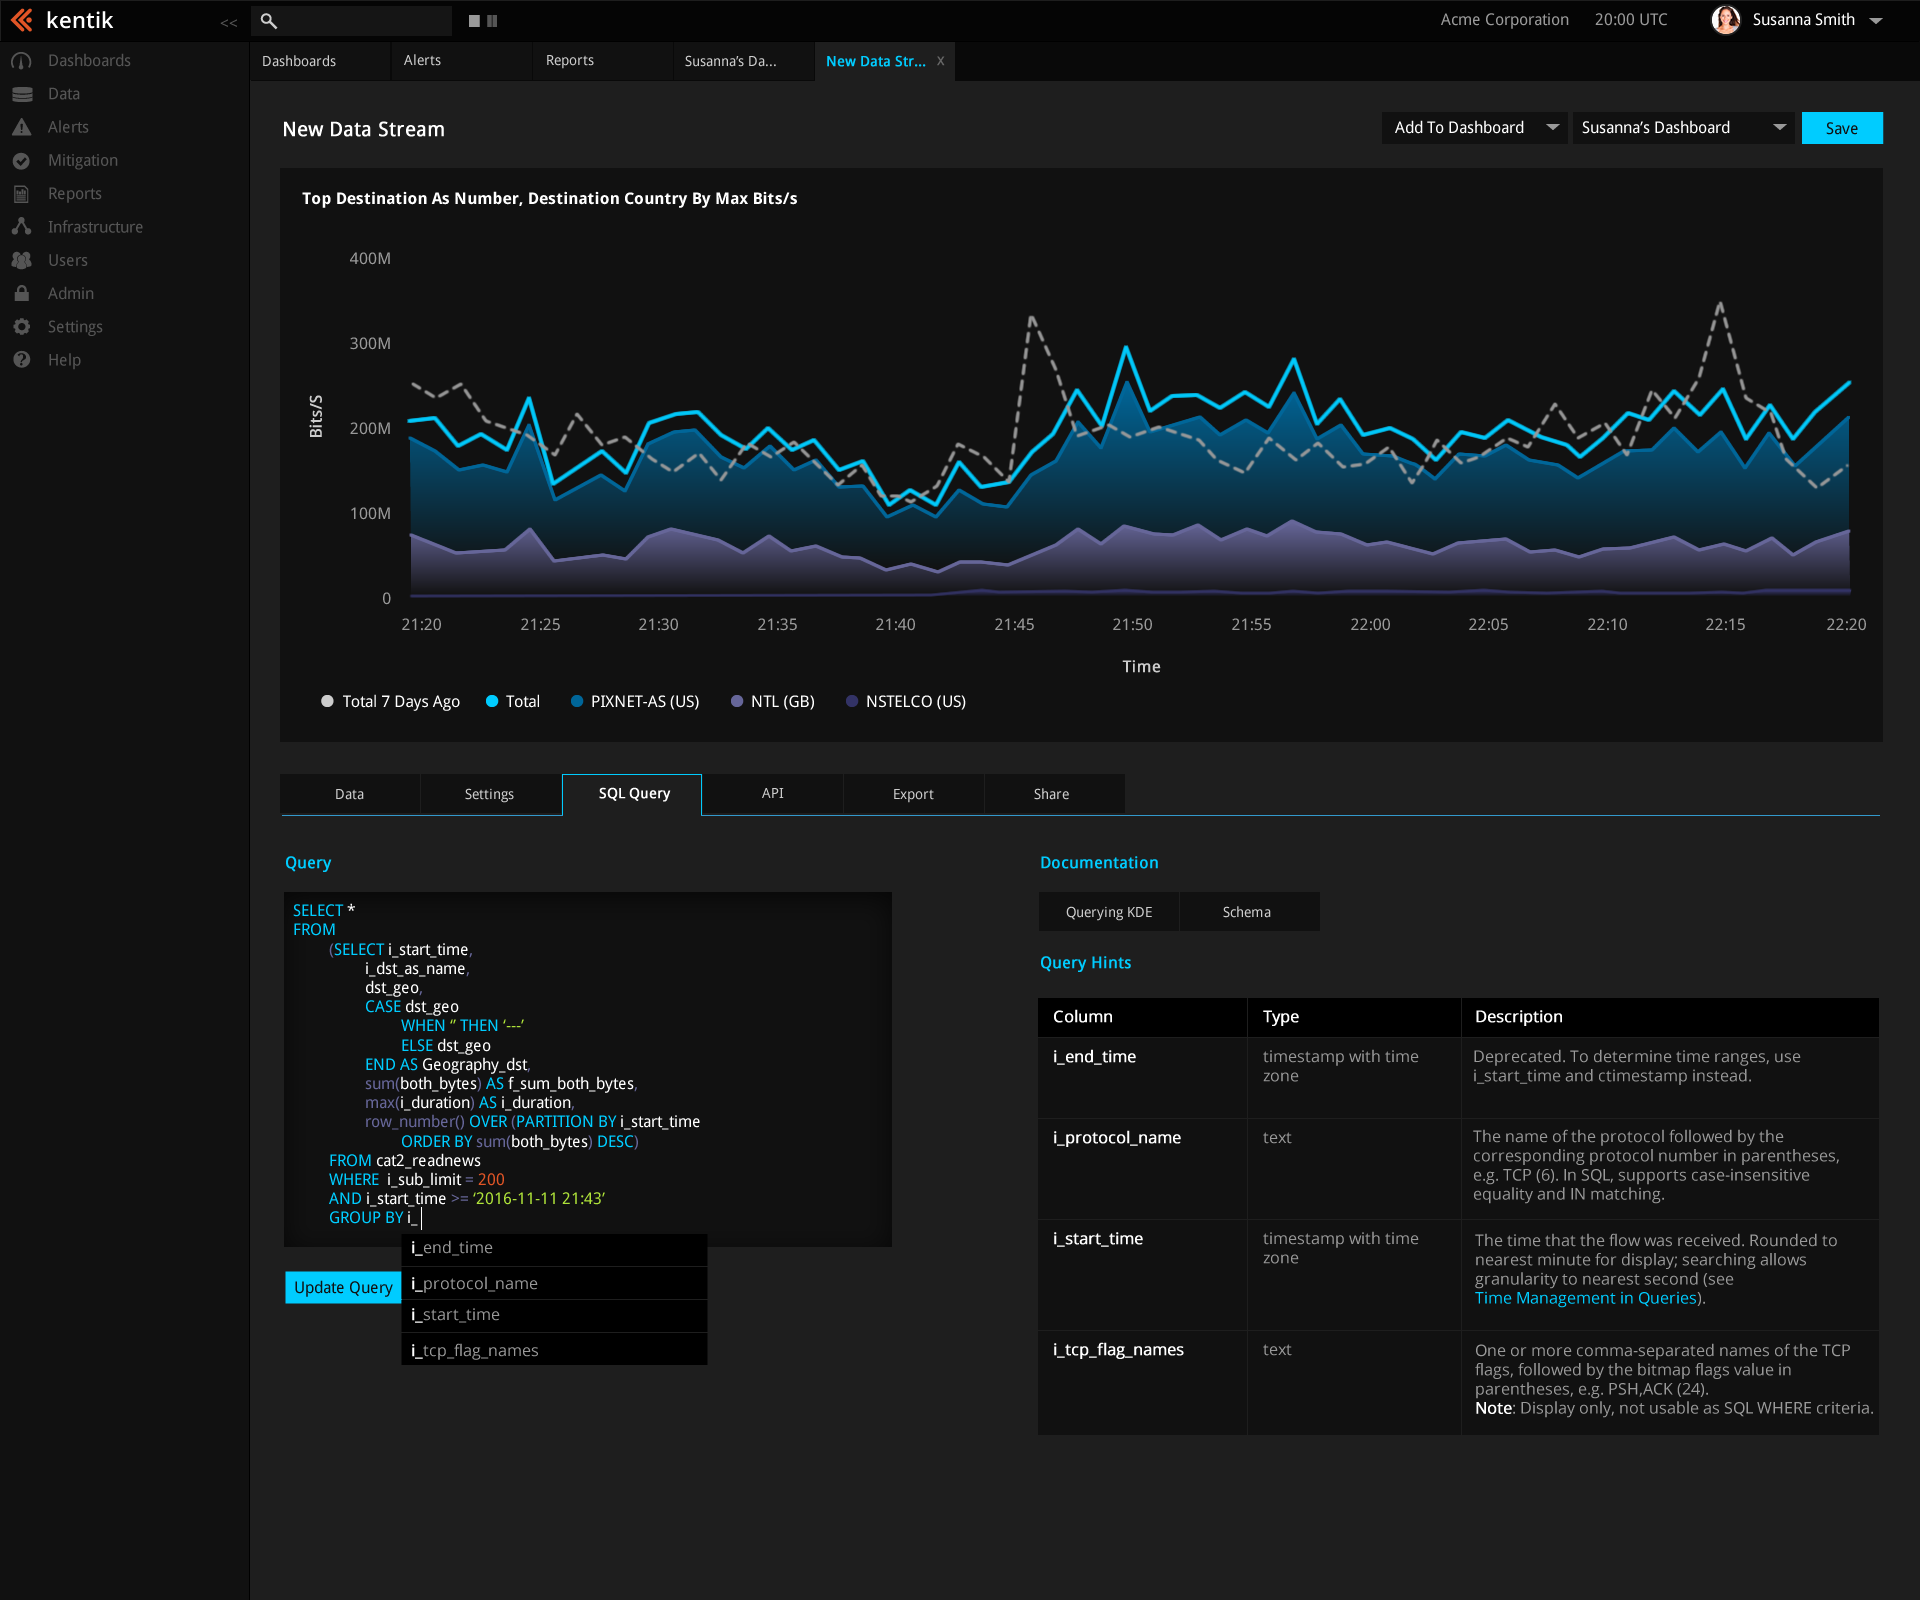 kentik
<<
Acme Corporation
20:00 UTC
Susanna Smith
Dashboards
Data
Alerts
Mitigation
Reports
Infrastructure
Users
Admin
Settings
Help
Dashboards
Alerts
Reports
Susanna’s Da...
New Data Str... X
New Data Stream
Add To Dashboard
Susanna’s Dashboard
Save
Top Destination As Number, Destination Country By Max Bits/s
Bits/S
400M
300M
200M
100M
0
21:20 21:25 21:30 21:35 21:40 21:45 21:50 21:55 22:00 22:05 22:10 22:15 22:20
Time
Total 7 Days Ago Total PIXNET-AS (US) NTL (GB) NSTELCO (US)
Data Settings SQL Query API Export Share
Query
SELECT *
FROM
(SELECT i_start_time,
i_dst_as_name,
dst_geo,
CASE dst_geo
WHEN ‘’ THEN ‘---’
ELSE dst_geo
END AS Geography_dst,
sum(both_bytes) AS f_sum_both_bytes,
max(i_duration) AS i_duration,
row_number() OVER (PARTITION BY i_start_time
ORDER BY sum(both_bytes) DESC)
FROM cat2_readnews
WHERE i_sub_limit = 200
AND i_start_time >= ‘2016-11-11 21:43’
GROUP BY i_
i_end_time
i_protocol_name
i_start_time
i_tcp_flag_names
Update Query
Documentation
Querying KDE
Schema
Query Hints
Column Type Description
i_end_time
timestamp with time
zone
Deprecated. To determine time ranges, use
i_start_time and ctimestamp instead.
i_protocol_name
text
The name of the protocol followed by the
corresponding protocol number in parentheses,
e.g. TCP (6). In SQL, supports case-insensitive
equality and IN matching.
i_start_time
timestamp with time
zone
The time that the flow was received. Rounded to
nearest minute for display; searching allows
granularity to nearest second (see
Time Management in Queries).
i_tcp_flag_names
text
One or more comma-separated names of the TCP
flags, followed by the bitmap flags value in
parentheses, e.g. PSH,ACK (24).
Note: Display only, not usable as SQL WHERE criteria.